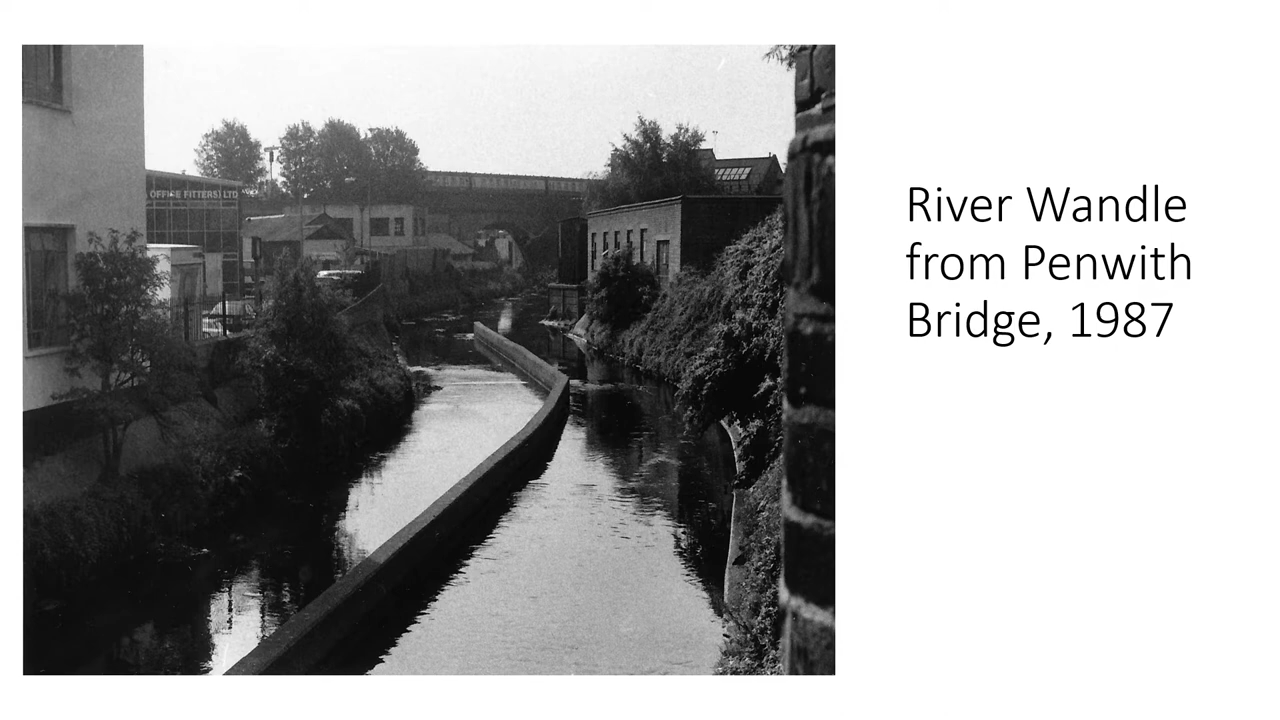 OFFICE FITTERS) LTD
River Wandle
from Penwith
Bridge, 1987